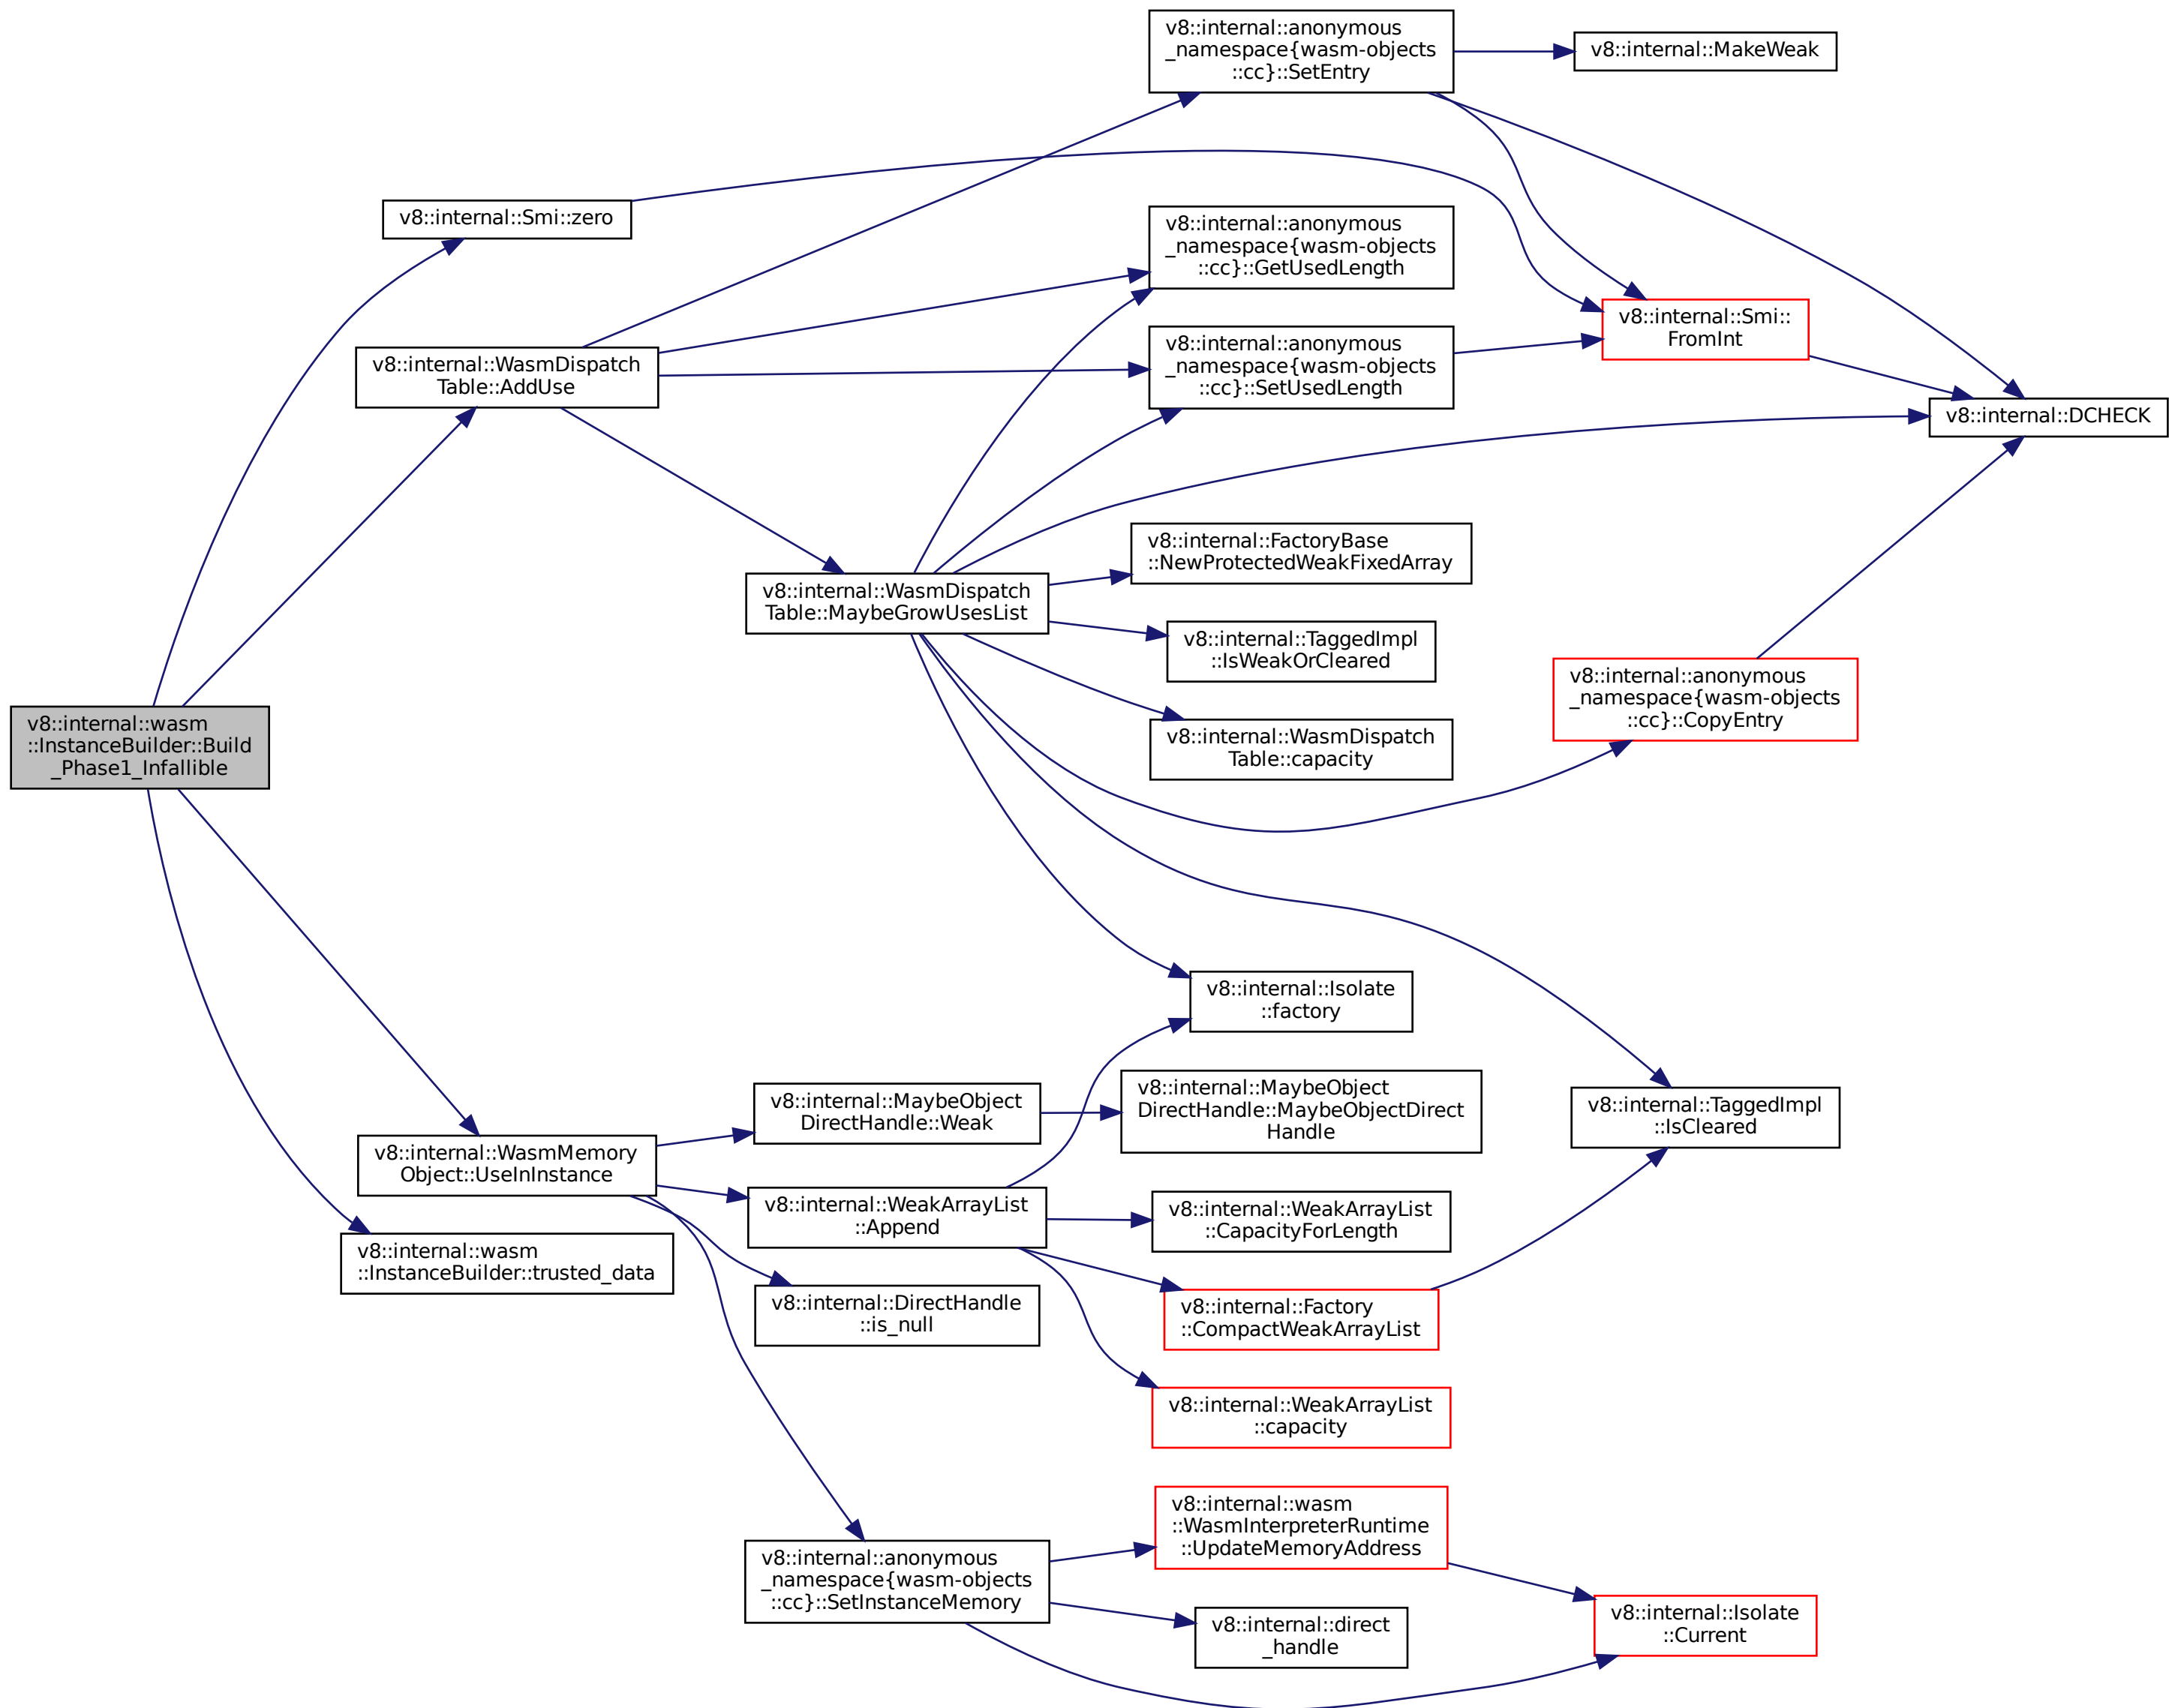 v8::internal::anonymous
_namespace{wasm-objects
::cc}::SetEntry
v8::internal::MakeWeak
v8::internal::Smi::zero
v8::internal::anonymous
_namespace{wasm-objects
::cc}::GetUsedLength
v8::internal::Smi::
FromInt
v8::internal::WasmDispatch
Table::AddUse
v8::internal::anonymous
_namespace{wasm-objects
::cc}::SetUsedLength
v8::internal::DCHECK
v8::internal::FactoryBase
::NewProtectedWeakFixedArray
v8::internal::WasmDispatch
Table::MaybeGrowUsesList
v8::internal::TaggedImpl
::IsWeakOrCleared
v8::internal::anonymous
_namespace{wasm-objects
::cc}::CopyEntry
v8::internal::wasm
::InstanceBuilder::Build
_Phase1_Infallible
v8::internal::WasmDispatch
Table::capacity
v8::internal::Isolate
::factory
v8::internal::MaybeObject
DirectHandle::Weak
v8::internal::MaybeObject
DirectHandle::MaybeObjectDirect
Handle
v8::internal::TaggedImpl
::IsCleared
v8::internal::WasmMemory
Object::UseInInstance
v8::internal::WeakArrayList
::Append
v8::internal::WeakArrayList
::CapacityForLength
v8::internal::wasm
::InstanceBuilder::trusted_data
v8::internal::DirectHandle
::is_null
v8::internal::Factory
::CompactWeakArrayList
v8::internal::WeakArrayList
::capacity
v8::internal::wasm
::WasmInterpreterRuntime
::UpdateMemoryAddress
v8::internal::anonymous
_namespace{wasm-objects
::cc}::SetInstanceMemory
v8::internal::direct
_handle
v8::internal::Isolate
::Current